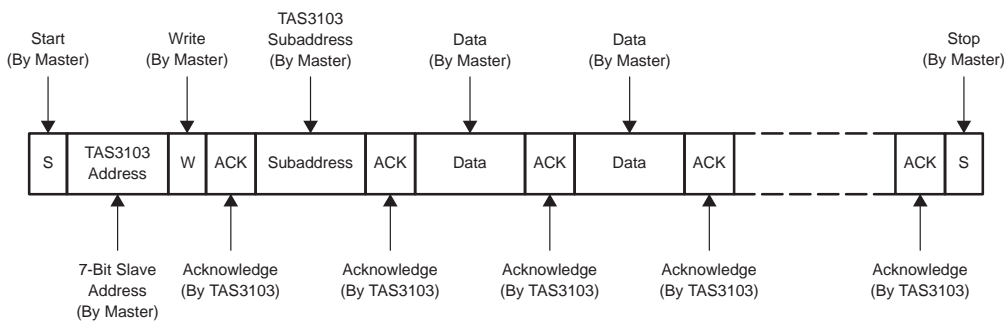 Start
(By Master)
Write
(By Master)
TAS3103
Subaddress
(By Master)
Data
(By Master)
Data
(By Master)
Stop
(By Master)
S
TAS3103
Address
W
ACK
Subaddress
ACK
Data
ACK
Data
ACK
ACK
S
7-Bit Slave
Address
(By Master)
Acknowledge
(By TAS3103)
Acknowledge
(By TAS3103)
Acknowledge
(By TAS3103)
Acknowledge
(By TAS3103)
Acknowledge
(By TAS3103)